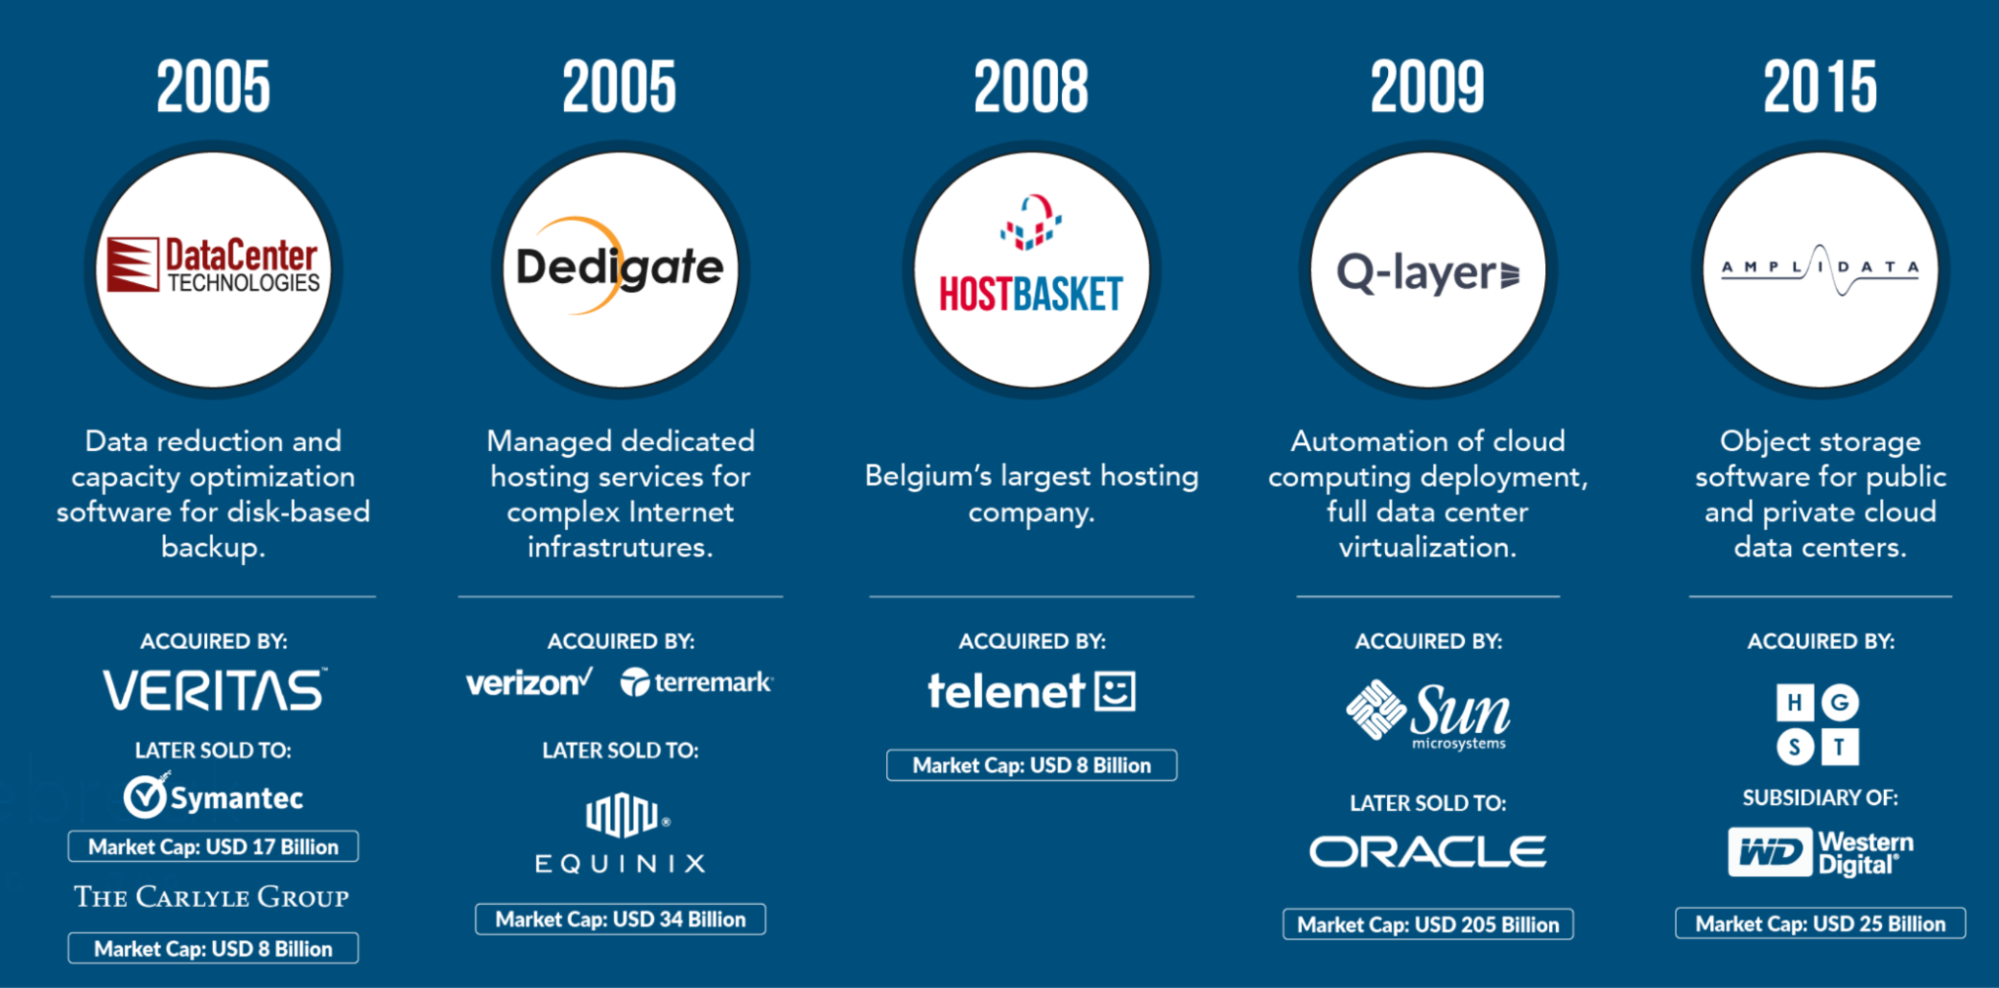 2005
DataCenter
TECHNOLOGIES
Data reduction and
capacity optimization
software for disk-based
backup.
ACQUIRED BY:
VERITAS™
LATER SOLD TO:
Symantec
Market Cap: USD 17 Billion
THE CARLYLE GROUP
Market Cap: USD 8 Billion
2005
Dedigate
Managed dedicated
hosting services for
complex Internet
infrastrutures.
ACQUIRED BY:
verizon✓ terremark
LATER SOLD TO:
EQUINIX
Market Cap: USD 34 Billion
2008
HOSTBASKET
Belgium's largest hosting
company.
ACQUIRED BY:
telenet
Market Cap: USD 8 Billion
2009
Q-layer
Automation of cloud
computing deployment,
full data center
virtualization.
ACQUIRED BY:
Sun
microsystems
LATER SOLD TO:
ORACLE
Market Cap: USD 205 Billion
2015
AMPLIDATA
Object storage
software for public
and private cloud
data centers.
ACQUIRED BY:
H G
S T
SUBSIDIARY OF:
WD Western
Digital®
Market Cap: USD 25 Billion